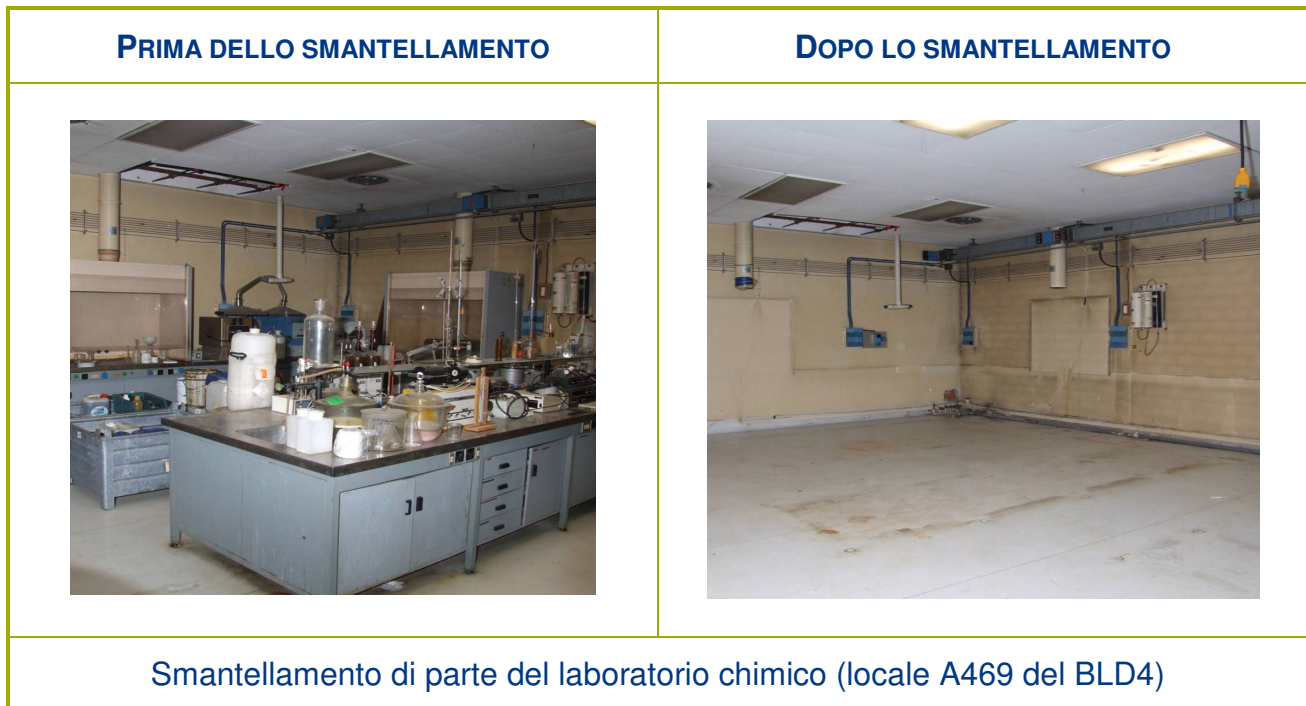 PRIMA DELLO SMANTELLAMENTO
DOPO LO SMANTELLAMENTO
Smantellamento di parte del laboratorio chimico (locale A469 del BLD4)